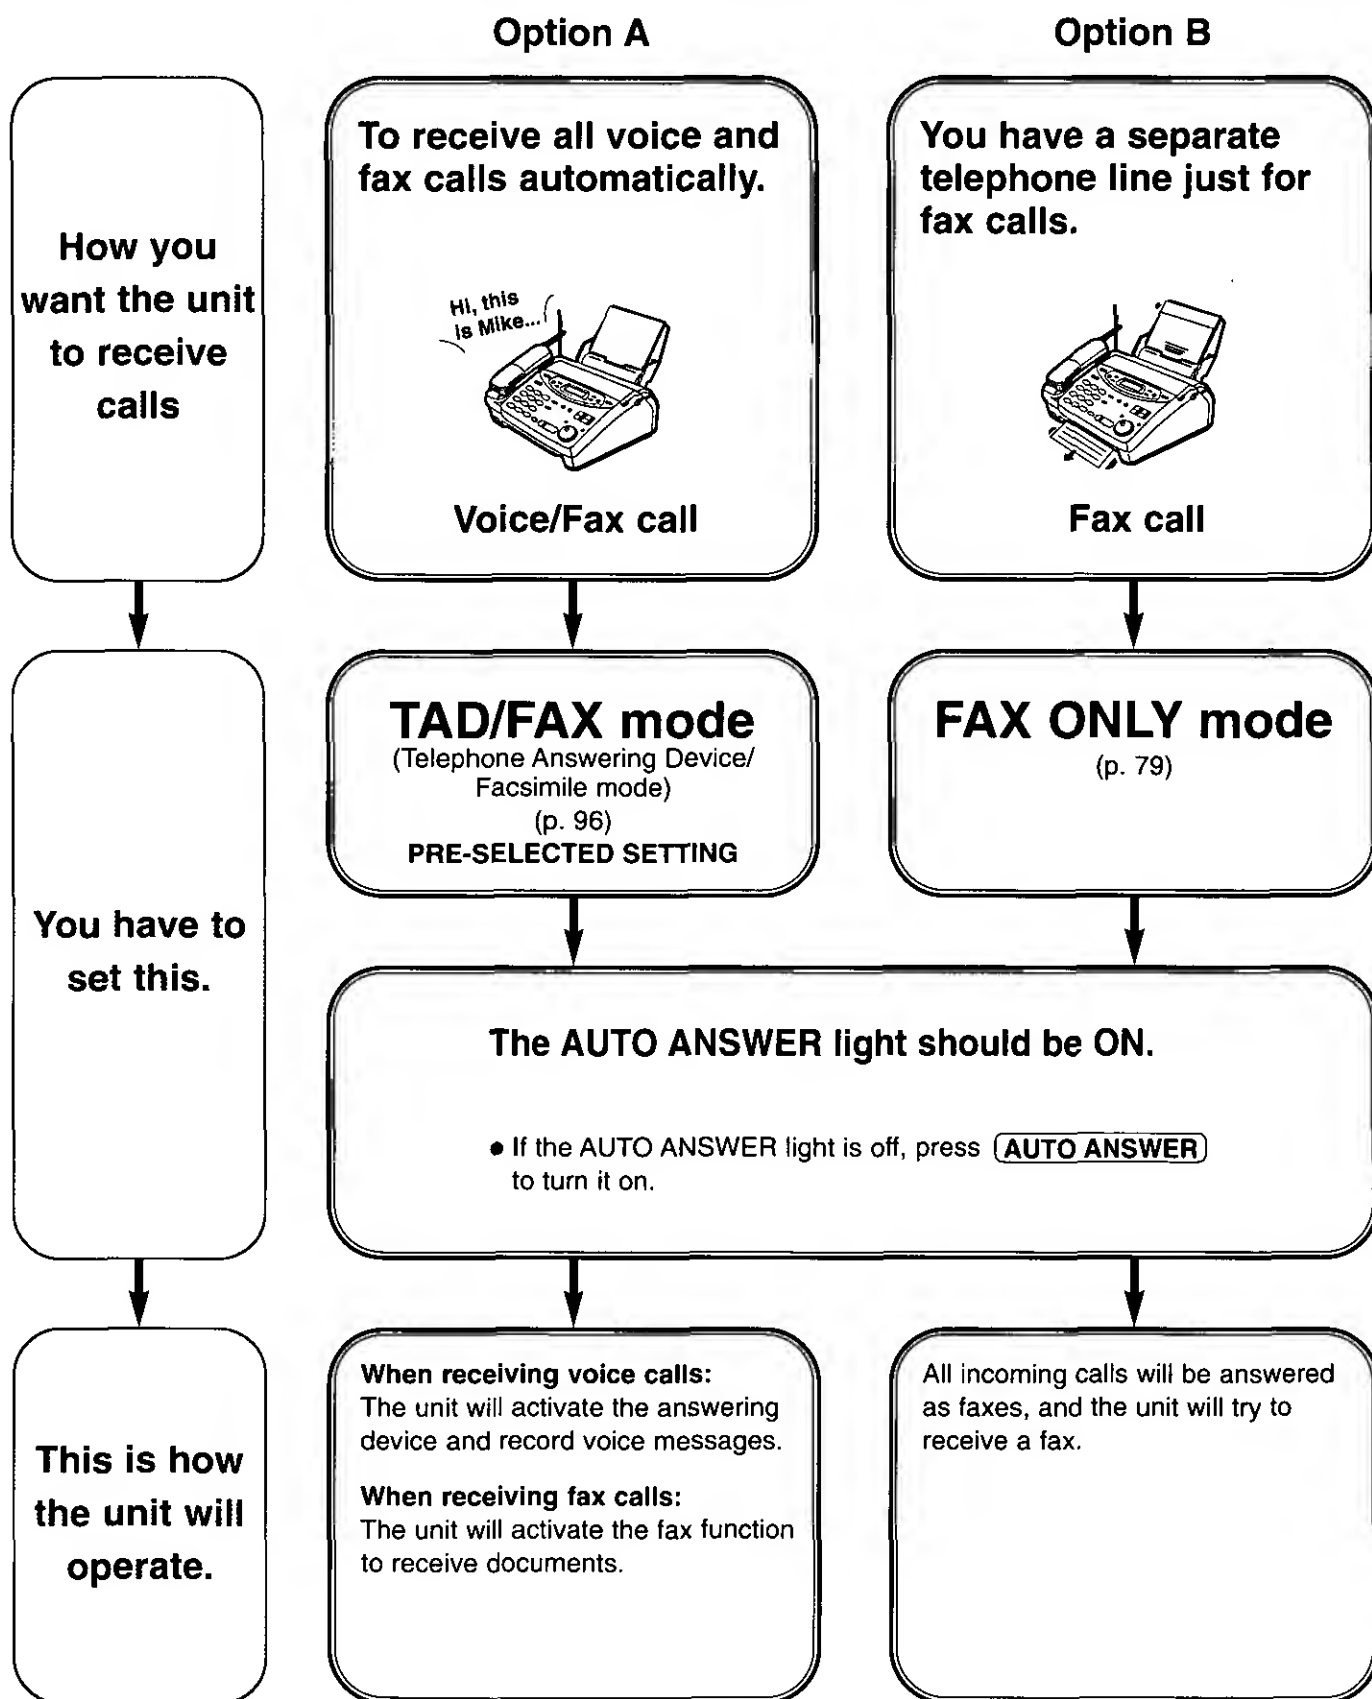 Option A
Option B
How you
want the unit
to receive
calls
To receive all voice and
fax calls automatically.
Hi, this
is Mike...
Voice/Fax call
You have a separate
telephone line just for
fax calls.
Fax call
You have to
set this.
TAD/FAX mode
(Telephone Answering Device/
Facsimile mode)
(p. 96)
PRE-SELECTED SETTING
FAX ONLY mode
(p. 79)
The AUTO ANSWER light should be ON.
● If the AUTO ANSWER light is off, press AUTO ANSWER
to turn it on.
This is how
the unit will
operate.
When receiving voice calls:
The unit will activate the answering
device and record voice messages.
When receiving fax calls:
The unit will activate the fax function
to receive documents.
All incoming calls will be answered
as faxes, and the unit will try to
receive a fax.